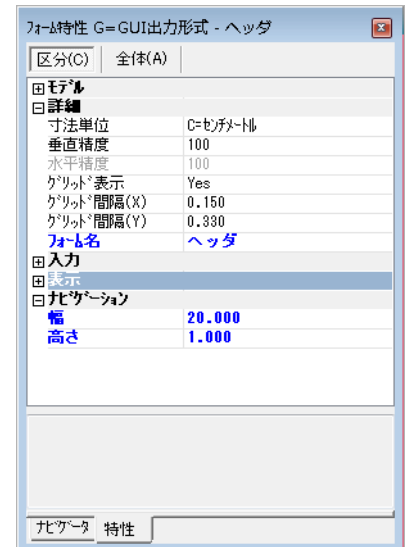 ﾌｫｰﾑ特性 G=GUI出力形式 - ヘッダ
区分(C) 全体(A)
ﾓﾃﾞﾙ
詳細
寸法単位 C=ｾﾝﾁﾒｰﾄﾙ
垂直精度 100
水平精度 100
ｸﾞﾘｯﾄﾞ表示 Yes
ｸﾞﾘｯﾄﾞ間隔(X) 0.150
ｸﾞﾘｯﾄﾞ間隔(Y) 0.330
ﾌｫｰﾑ名 ヘッダ
入力
表示
ﾅﾋﾞｹﾞｰｼｮﾝ
幅 20.000
高さ 1.000
ﾅﾋﾞｹﾞｰﾀ 特性